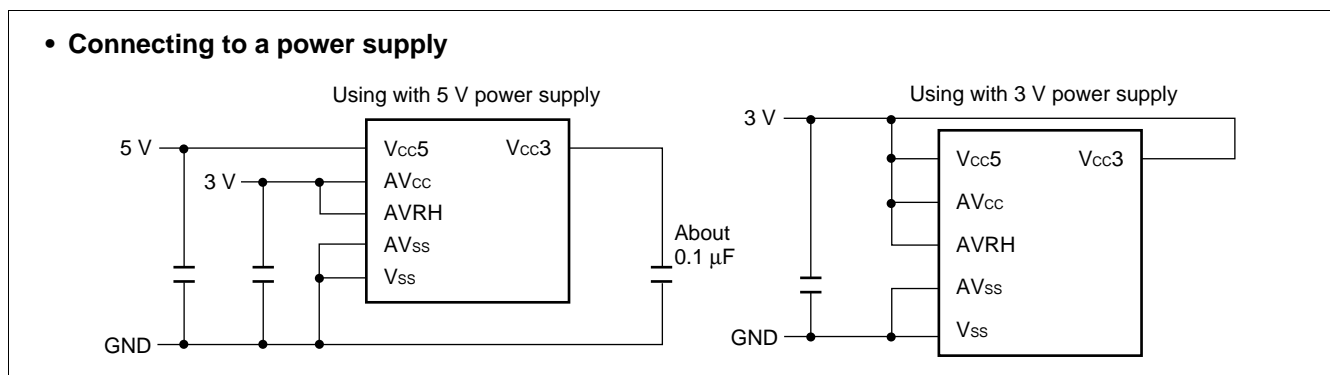 • Connecting to a power supply
Using with 5 V power supply
5 V
3 V
VCC5
VCC3
AVCC
AVRH
AVSS
VSS
About
0.1 μF
GND
Using with 3 V power supply
3 V
VCC5
VCC3
AVCC
AVRH
AVSS
VSS
GND